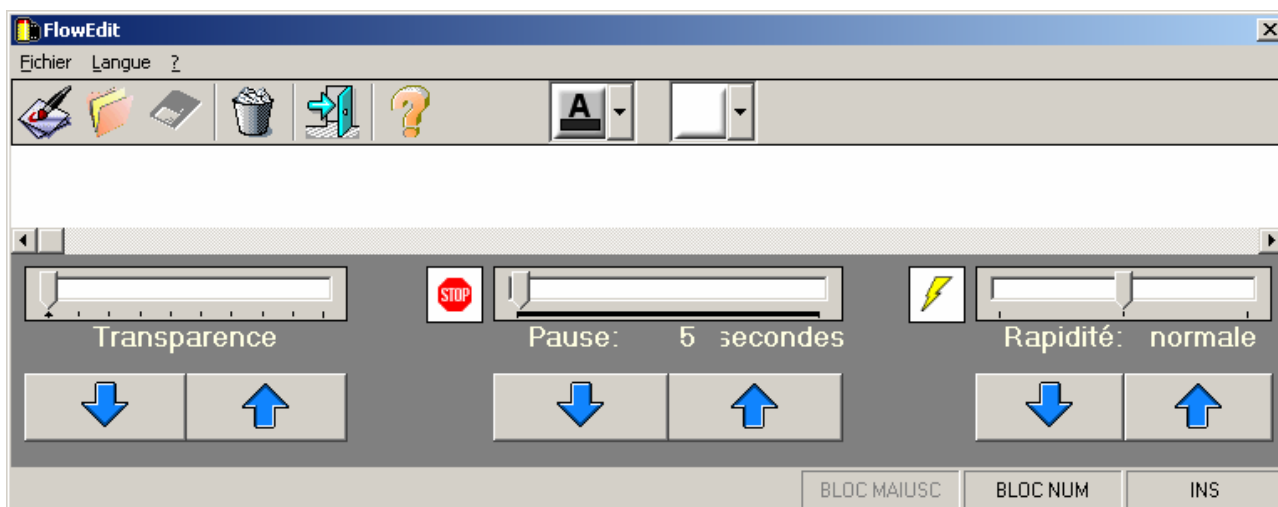 FlowEdit
Fichier Langue ?
A
STOP
Transparence Pause: 5 secondes Rapidité: normale
BLOC MAIUSC BLOC NUM INS